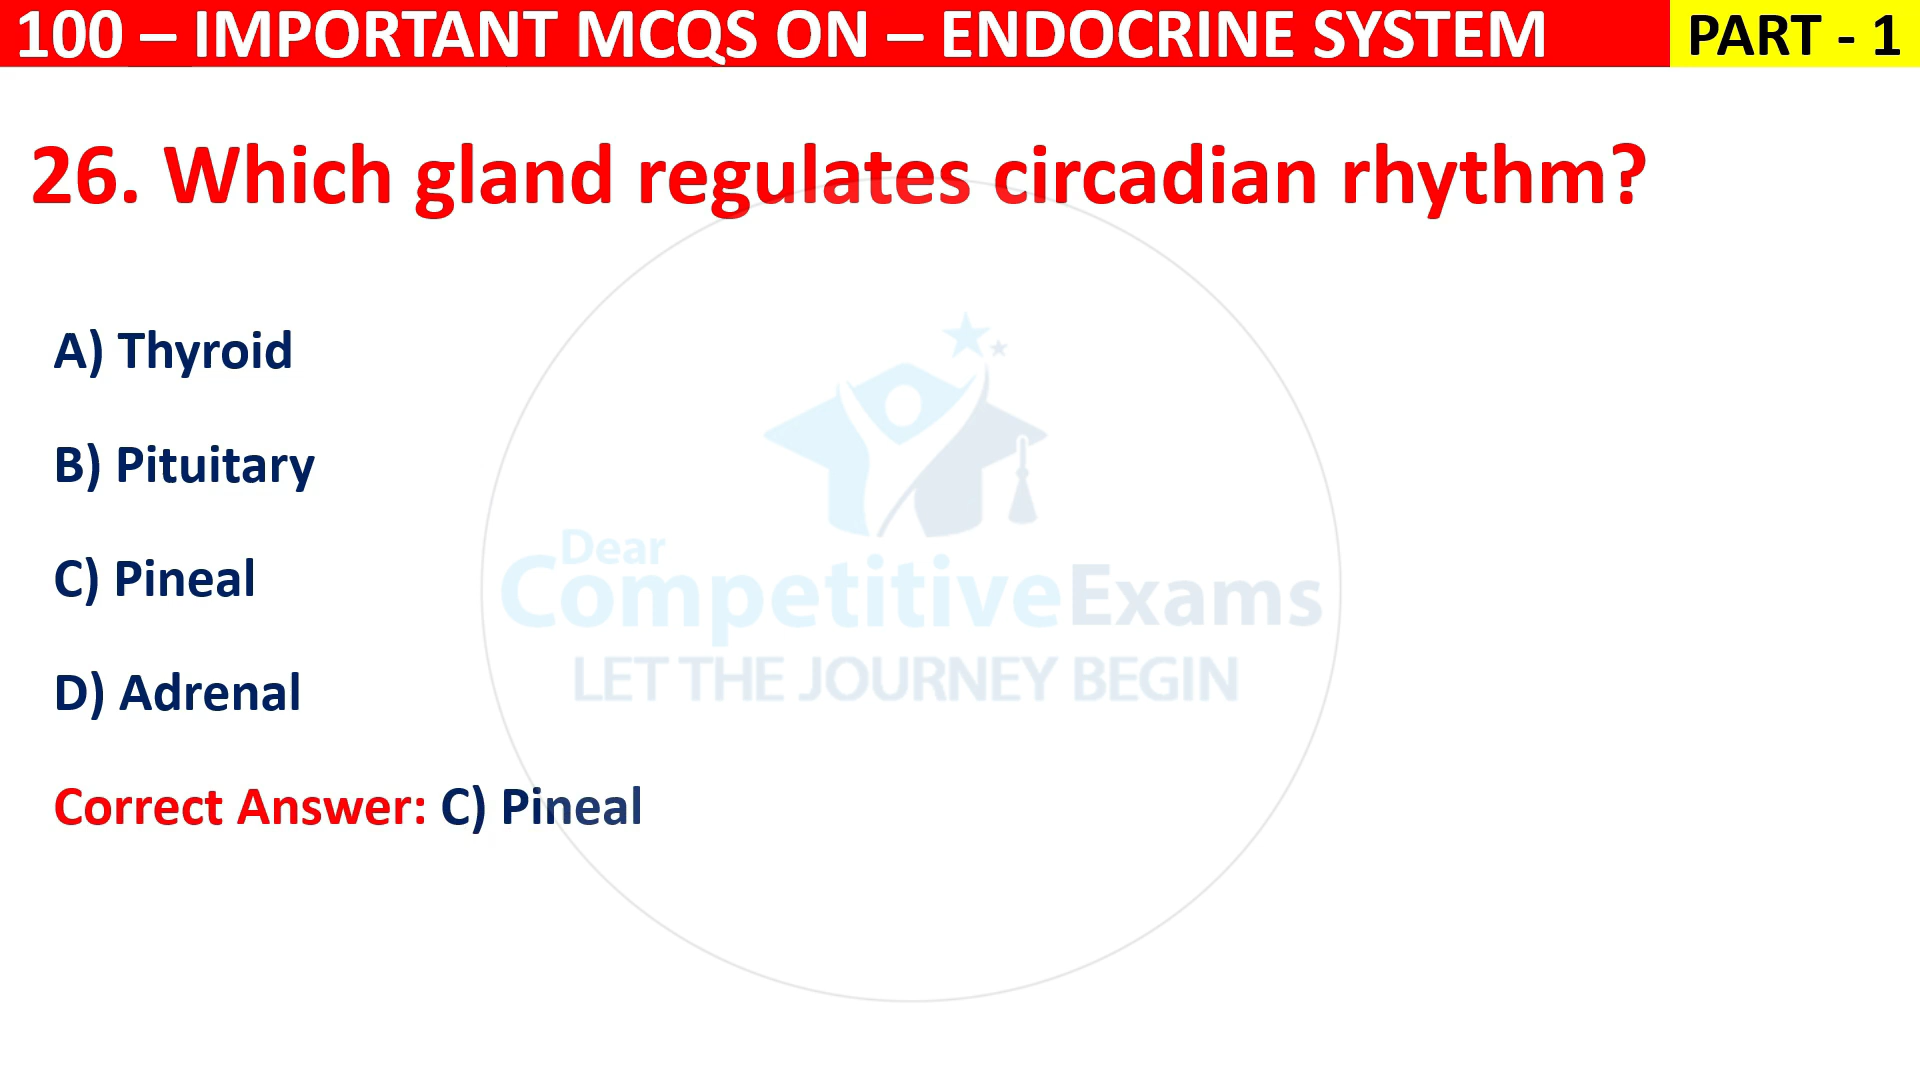 100 – IMPORTANT MCQS ON – ENDOCRINE SYSTEM
PART - 1
26. Which gland regulates circadian rhythm?
A) Thyroid
B) Pituitary
C) Pineal
D) Adrenal
Correct Answer: C) Pineal
Dear
CompetitiveExams
LET THE JOURNEY BEGIN